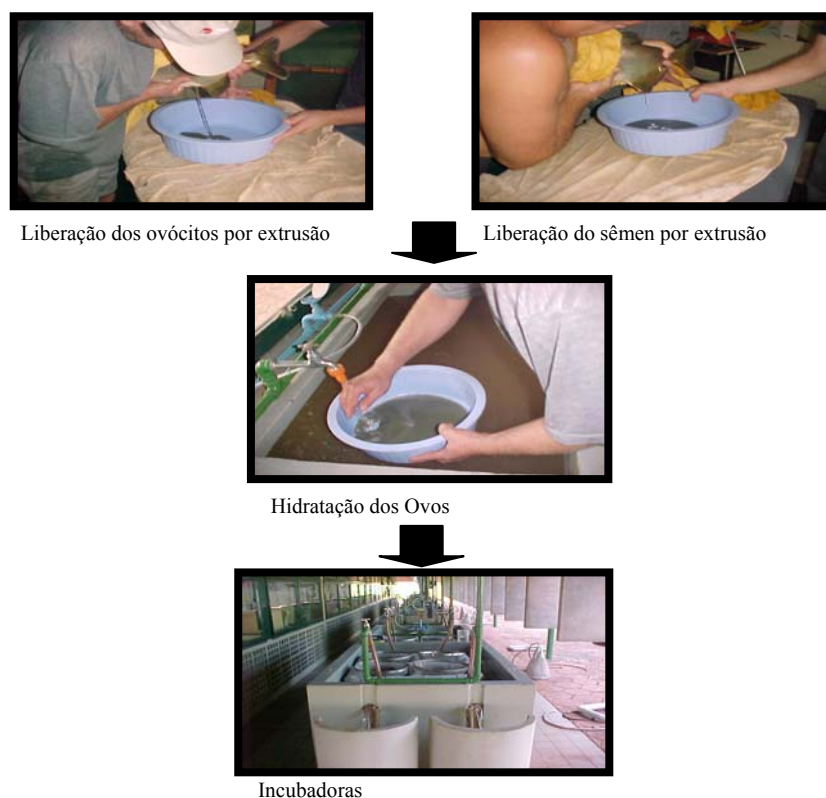 Liberação dos ovócitos por extrusão
Liberação do sêmen por extrusão
Hidratação dos Ovos
Incubadoras